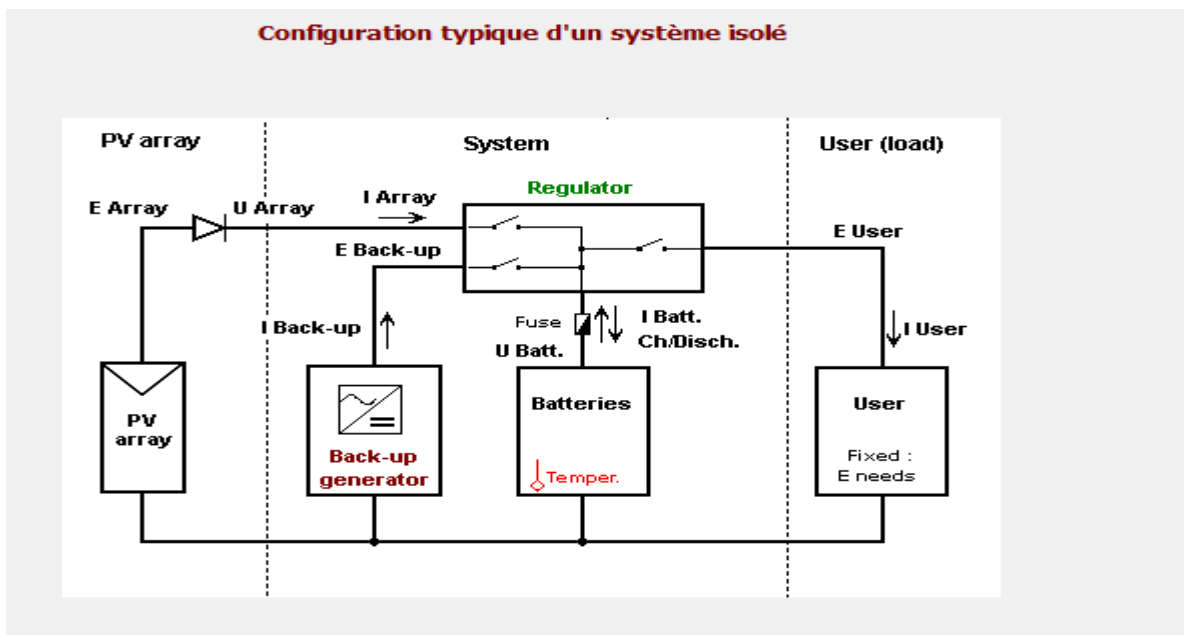 Configuration typique d'un système isolé
PV array
System
User (load)
Regulator
I Array
E Array
U Array
E User
E Back-up
I Back-up
Fuse
I Batt.
Ch/Disch.
U Batt.
I User
PV
array
Back-up
generator
Batteries
Temper.
User
Fixed :
E needs